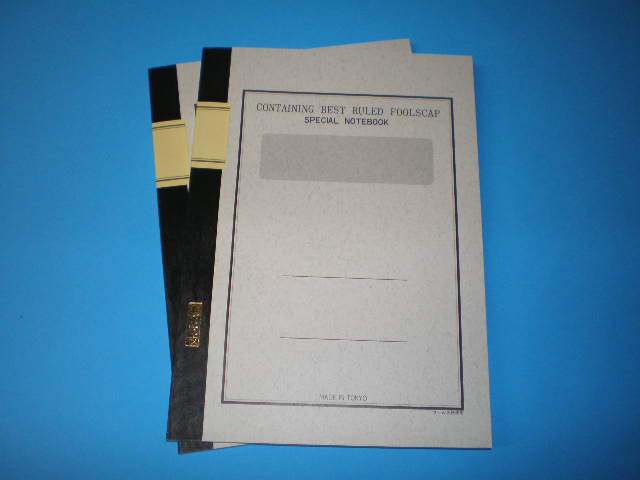 CONTAINING BEST RULED FOOLSCAP
SPECIAL NOTEBOOK
MADE IN TOKYO